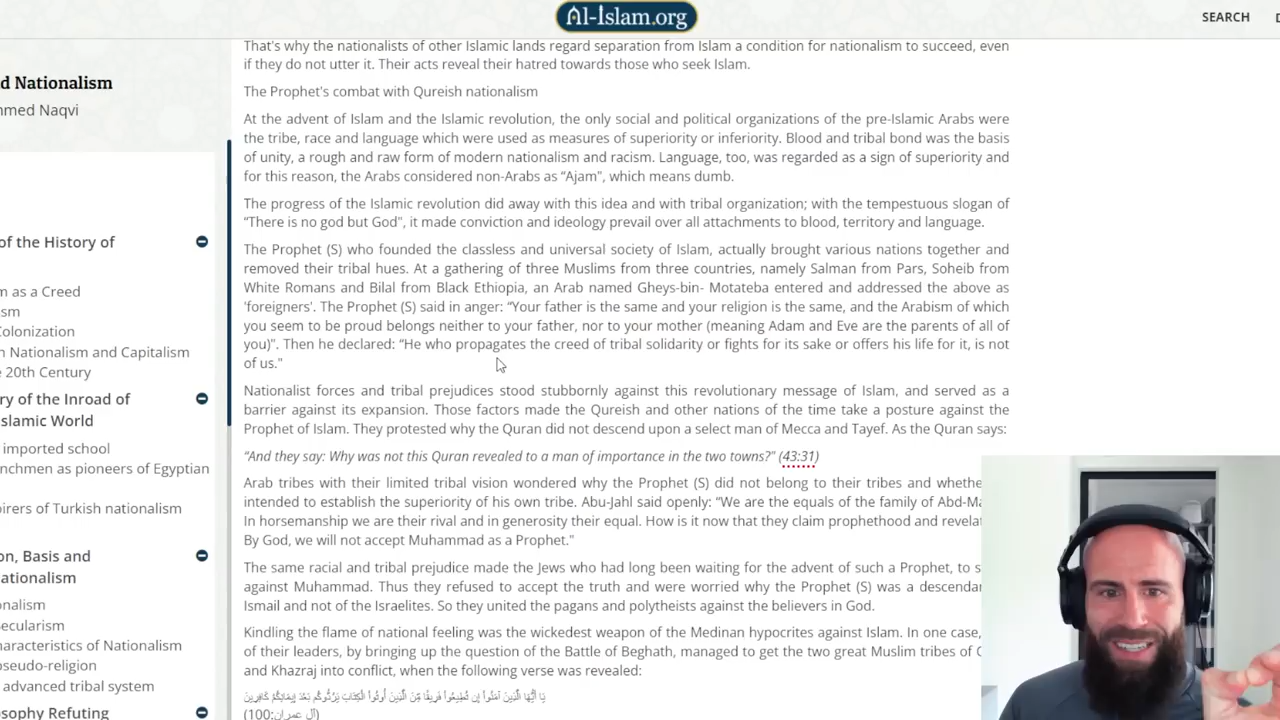 Al-Islam.org
SEARCH
d Nationalism
hmed Naqvi
of the History of
m as a Creed
sm
Colonization
n Nationalism and Capitalism
e 20th Century
ry of the Inroad of
slamic World
imported school
nchmen as pioneers of Egyptian
pirers of Turkish nationalism
on, Basis and
ationalism
onalism
ecularism
haracteristics of Nationalism
pseudo-religion
advanced tribal system
osophy Refuting
That's why the nationalists of other Islamic lands regard separation from Islam a condition for nationalism to succeed, even
if they do not utter it. Their acts reveal their hatred towards those who seek Islam.
The Prophet's combat with Qureish nationalism
At the advent of Islam and the Islamic revolution, the only social and political organizations of the pre-Islamic Arabs were
the tribe, race and language which were used as measures of superiority or inferiority. Blood and tribal bond was the basis
of unity, a rough and raw form of modern nationalism and racism. Language, too, was regarded as a sign of superiority and
for this reason, the Arabs considered non-Arabs as “Ajam”, which means dumb.
The progress of the Islamic revolution did away with this idea and with tribal organization; with the tempestuous slogan of
“There is no god but God", it made conviction and ideology prevail over all attachments to blood, territory and language.
The Prophet (S) who founded the classless and universal society of Islam, actually brought various nations together and
removed their tribal hues. At a gathering of three Muslims from three countries, namely Salman from Pars, Soheib from
White Romans and Bilal from Black Ethiopia, an Arab named Gheys-bin- Motateba entered and addressed the above as
'foreigners'. The Prophet (S) said in anger: “Your father is the same and your religion is the same, and the Arabism of which
you seem to be proud belongs neither to your father, nor to your mother (meaning Adam and Eve are the parents of all of
you)”. Then he declared: “He who propagates the creed of tribal solidarity or fights for its sake or offers his life for it, is not
of us.”
Nationalist forces and tribal prejudices stood stubbornly against this revolutionary message of Islam, and served as a
barrier against its expansion. Those factors made the Qureish and other nations of the time take a posture against the
Prophet of Islam. They protested why the Quran did not descend upon a select man of Mecca and Tayef. As the Quran says:
“And they say: Why was not this Quran revealed to a man of importance in the two towns?” (43:31)
Arab tribes with their limited tribal vision wondered why the Prophet (S) did not belong to their tribes and whethe
intended to establish the superiority of his own tribe. Abu-Jahl said openly: “We are the equals of the family of Abd-Ma
In horsemanship we are their rival and in generosity their equal. How is it now that they claim prophethood and revelat
By God, we will not accept Muhammad as a Prophet.”
The same racial and tribal prejudice made the Jews who had long been waiting for the advent of such a Prophet, to s
against Muhammad. Thus they refused to accept the truth and were worried why the Prophet (S) was a descendar
Ismail and not of the Israelites. So they united the pagans and polytheists against the believers in God.
Kindling the flame of national feeling was the wickedest weapon of the Medinan hypocrites against Islam. In one case,
of their leaders, by bringing up the question of the Battle of Beghath, managed to get the two great Muslim tribes of
and Khazraj into conflict, when the following verse was revealed:
يَا أَيُّهَا الَّذِينَ آمَنُوا إِن تُطِيعُوا فَرِيقًا مِّنَ الَّذِينَ أُوتُوا الْكِتَابَ يَرُدُّوكُم بَعْدَ إِيمَانِكُمْ كَافِرِينَ
(آل عمران:100)